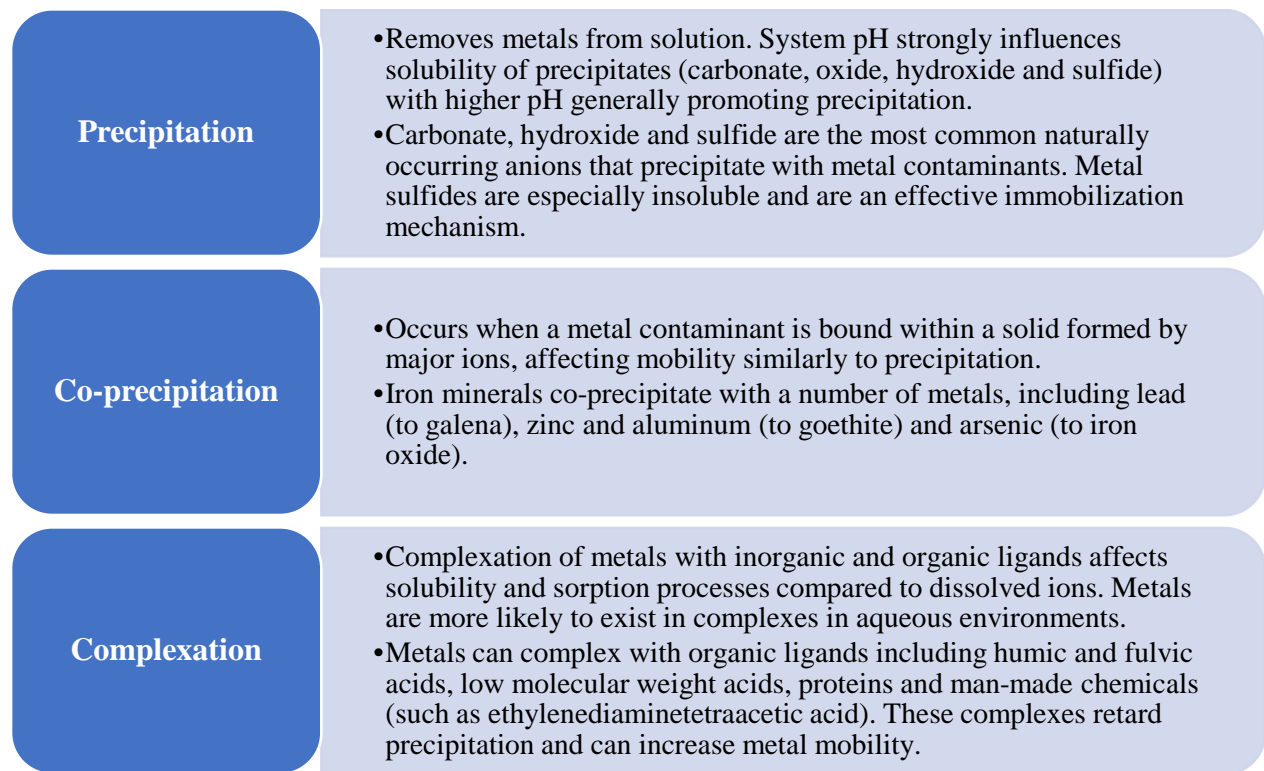 Precipitation
•Removes metals from solution. System pH strongly influences
solubility of precipitates (carbonate, oxide, hydroxide and sulfide)
with higher pH generally promoting precipitation.
•Carbonate, hydroxide and sulfide are the most common naturally
occurring anions that precipitate with metal contaminants. Metal
sulfides are especially insoluble and are an effective immobilization
mechanism.
Co-precipitation
•Occurs when a metal contaminant is bound within a solid formed by
major ions, affecting mobility similarly to precipitation.
•Iron minerals co-precipitate with a number of metals, including lead
(to galena), zinc and aluminum (to goethite) and arsenic (to iron
oxide).
Complexation
•Complexation of metals with inorganic and organic ligands affects
solubility and sorption processes compared to dissolved ions. Metals
are more likely to exist in complexes in aqueous environments.
•Metals can complex with organic ligands including humic and fulvic
acids, low molecular weight acids, proteins and man-made chemicals
(such as ethylenediaminetetraacetic acid). These complexes retard
precipitation and can increase metal mobility.